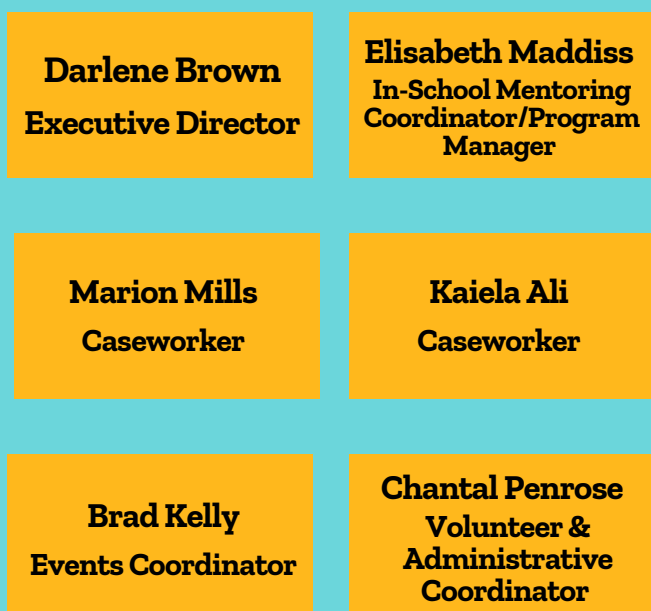 Darlene Brown
Executive Director
Elisabeth Maddiss
In-School Mentoring
Coordinator/Program
Manager
Marion Mills
Caseworker
Kaiela Ali
Caseworker
Brad Kelly
Events Coordinator
Chantal Penrose
Volunteer &
Administrative
Coordinator